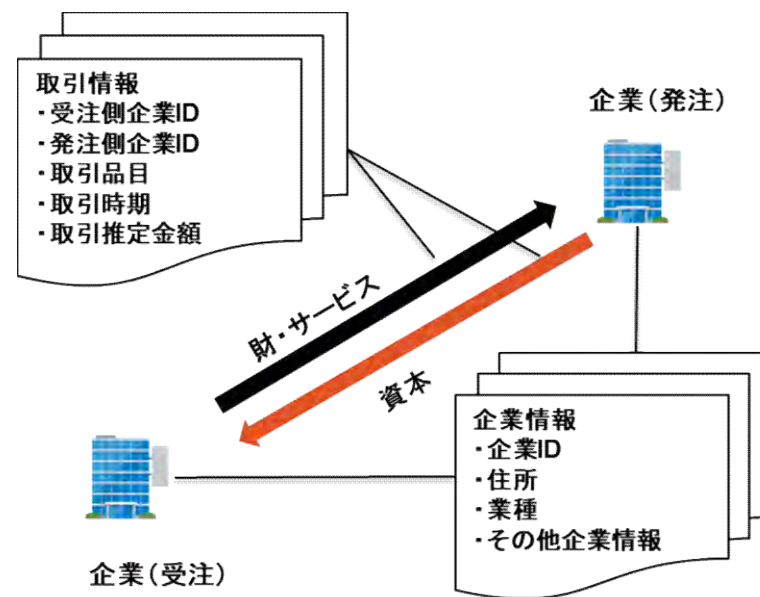 取引情報
・受注側企業ID
・発注側企業ID
・取引品目
・取引時期
・取引推定金額
企業(発注)
財・サービス
資本
企業情報
・企業ID
・住所
・業種
・その他企業情報
企業(受注)